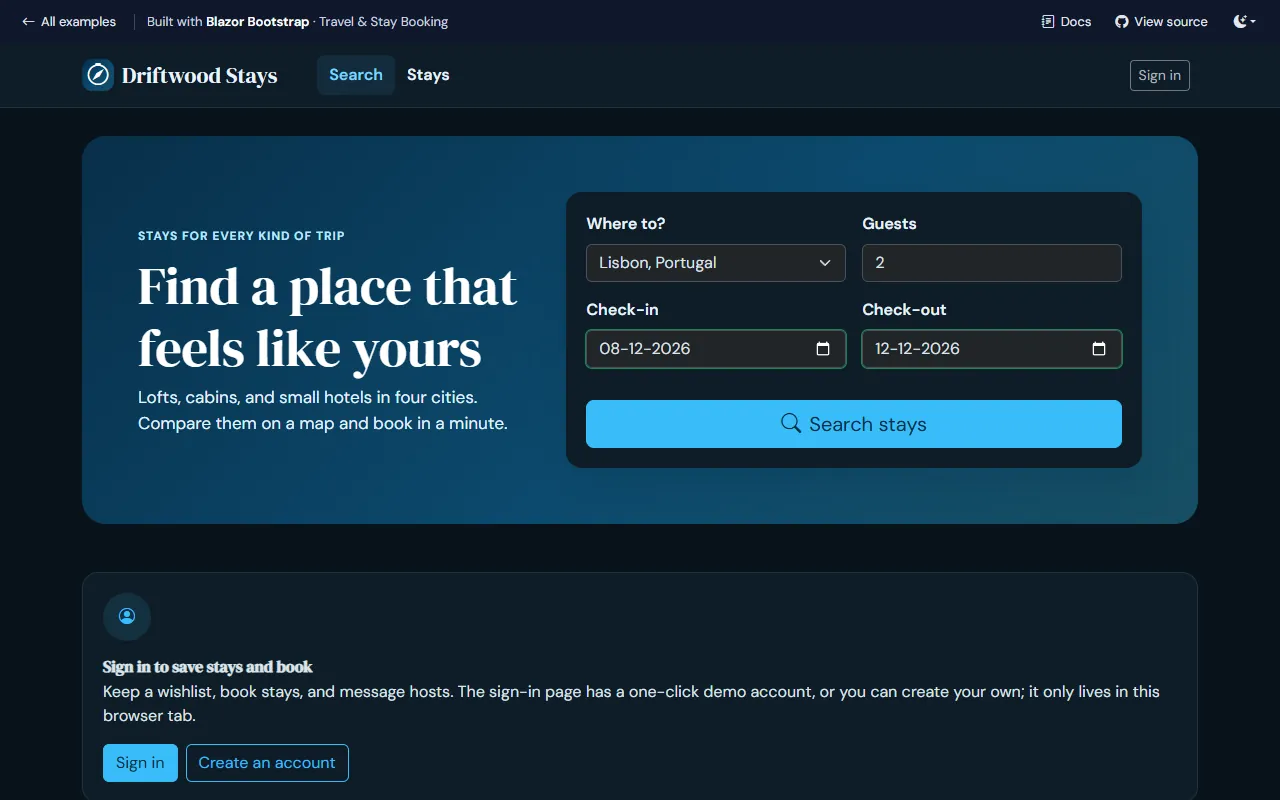 All examples
Built with Blazor Bootstrap · Travel & Stay Booking
Docs
View source
Driftwood Stays
Search
Stays
Sign in
STAYS FOR EVERY KIND OF TRIP
Find a place that
feels like yours
Lofts, cabins, and small hotels in four cities.
Compare them on a map and book in a minute.
Where to?
Guests
Lisbon, Portugal
2
Check-in
Check-out
08-12-2026
12-12-2026
Search stays
Sign in to save stays and book
Keep a wishlist, book stays, and message hosts. The sign-in page has a one-click demo account, or you can create your own; it only lives in this
browser tab.
Sign in
Create an account